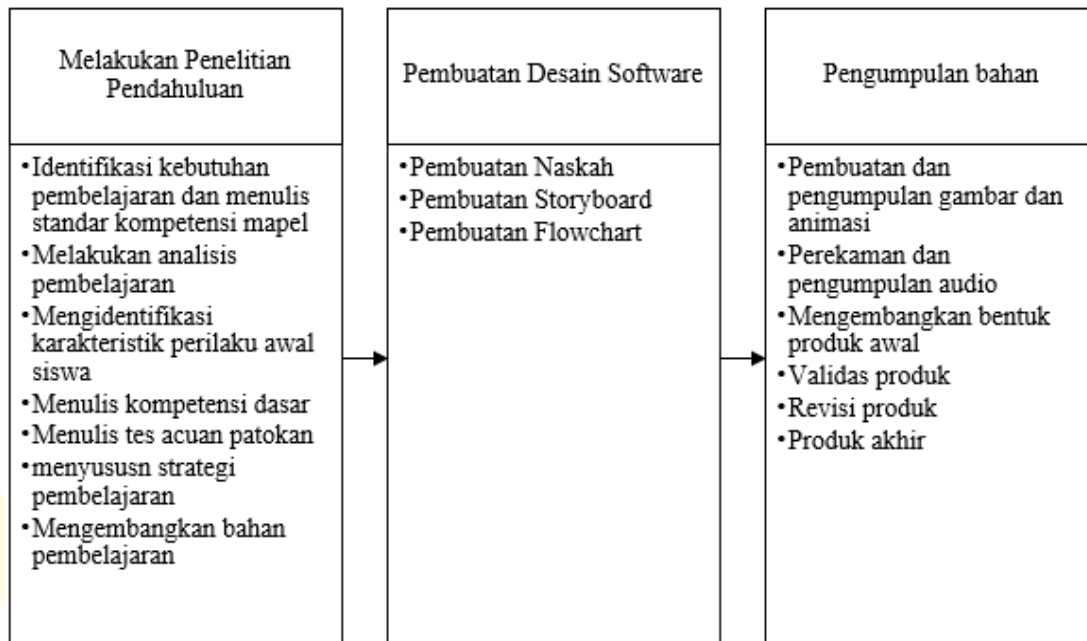 Melakukan Penelitian
Pendahuluan
•Identifikasi kebutuhan
pembelajaran dan menulis
standar kompetensi mapel
•Melakukan analisis
pembelajaran
•Mengidentifikasi
karakteristik perilaku awal
siswa
•Menulis kompetensi dasar
•Menulis tes acuan patokan
•menyususn strategi
pembelajaran
•Mengembangkan bahan
pembelajaran
Pembuatan Desain Software
•Pembuatan Naskah
•Pembuatan Storyboard
•Pembuatan Flowchart
Pengumpulan bahan
•Pembuatan dan
pengumpulan gambar dan
animasi
•Perekaman dan
pengumpulan audio
•Mengembangkan bentuk
produk awal
•Validas produk
•Revisi produk
•Produk akhir